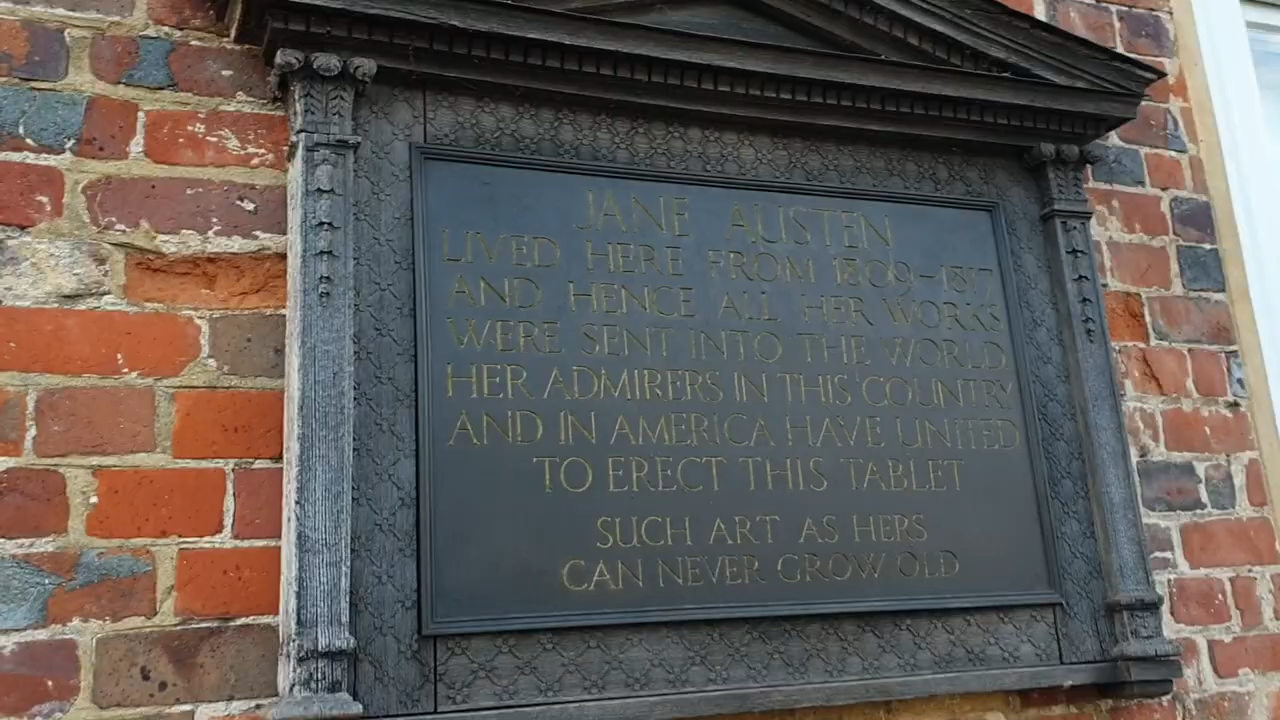 JANE AUSTEN
LIVED HERE FROM 1809-1817
AND HENCE ALL HER WORKS
WERE SENT INTO THE WORLD
HER ADMIRERS IN THIS COUNTRY
AND IN AMERICA HAVE UNITED
TO ERECT THIS TABLET
SUCH ART AS HERS
CAN NEVER GROW OLD